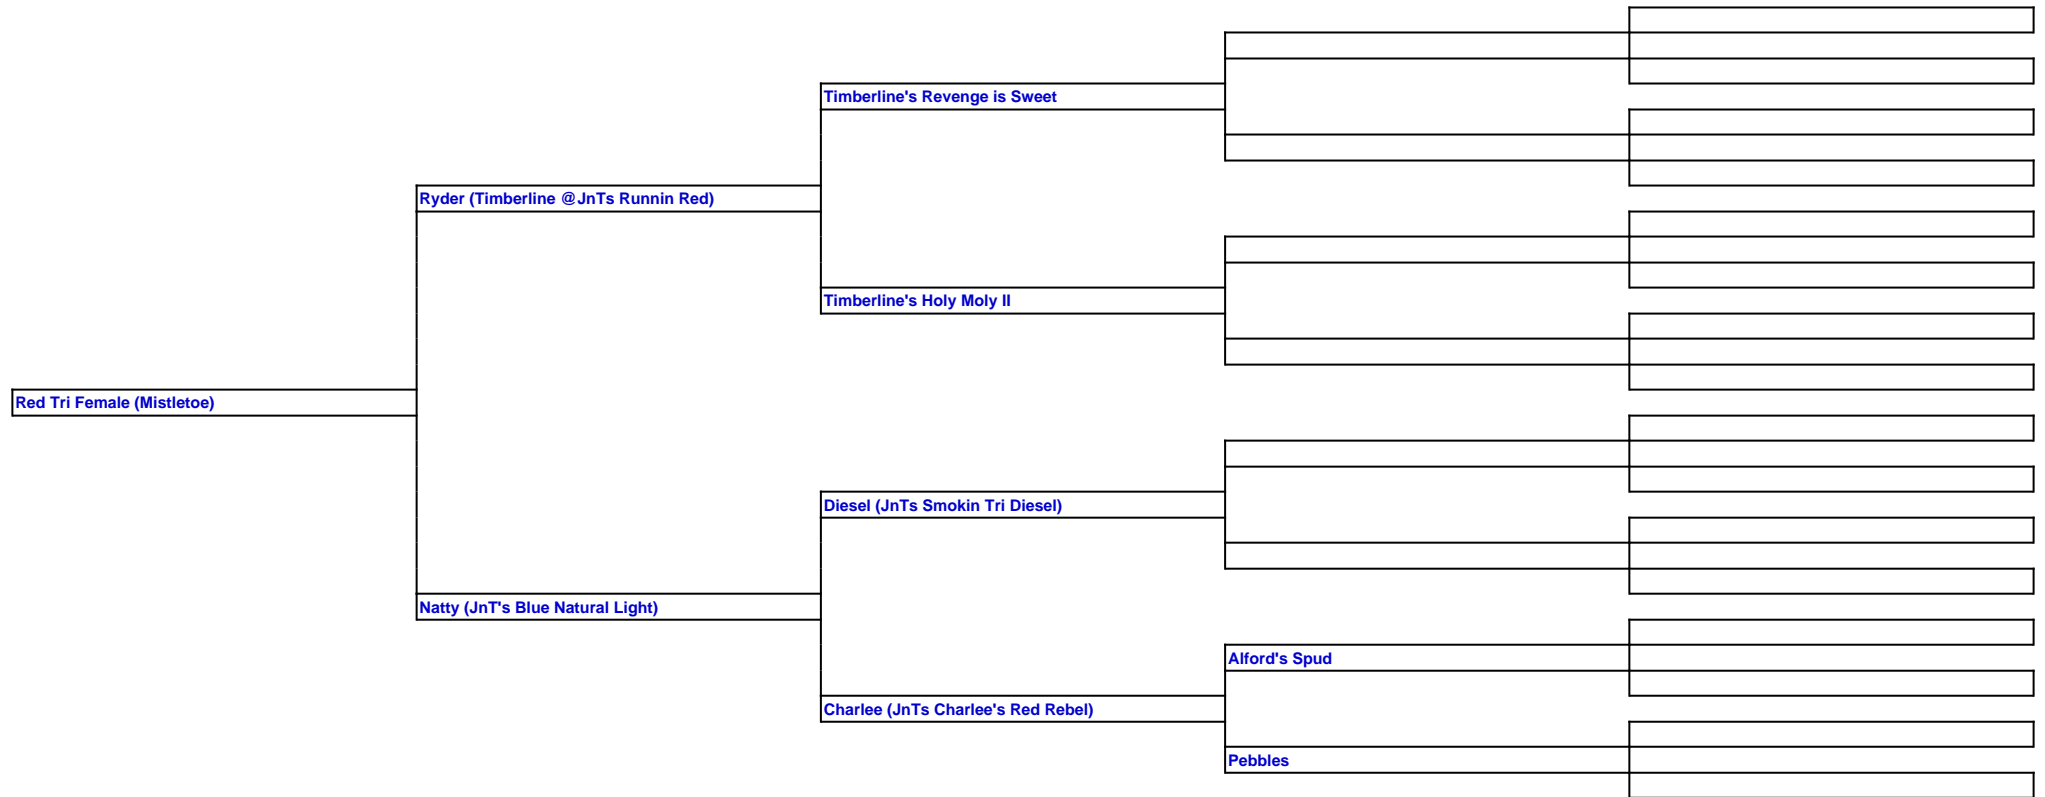 Timberline's Revenge is Sweet
Ryder (Timberline @JnTs Runnin Red)
Timberline's Holy Moly II
Red Tri Female (Mistletoe)
Diesel (JnTs Smokin Tri Diesel)
Natty (JnT's Blue Natural Light)
Alford's Spud
Charlee (JnTs Charlee's Red Rebel)
Pebbles